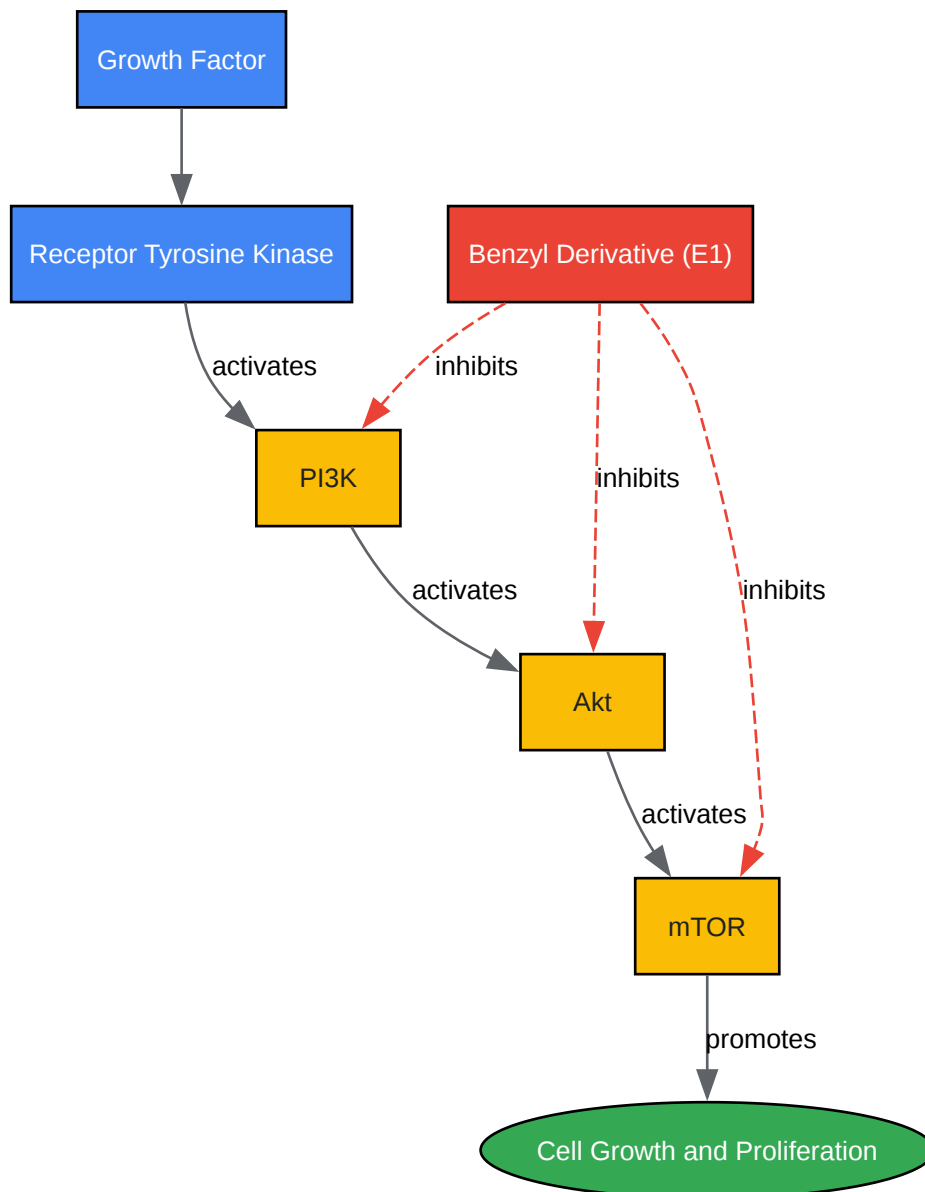 Growth Factor
Receptor Tyrosine Kinase
Benzyl Derivative (E1)
activates
inhibits
PI3K
inhibits
activates
inhibits
Akt
activates
mTOR
promotes
Cell Growth and Proliferation